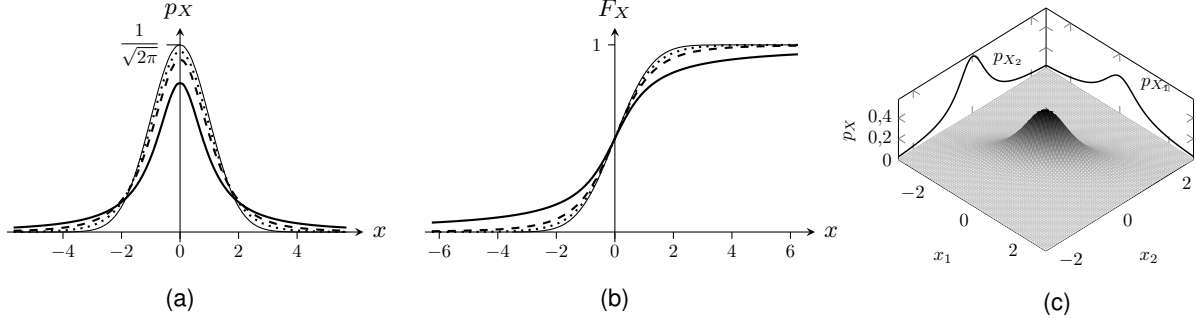 p_X
1
√2π
−4 −2 0 2 4
x
(a)
F_X
1
−6 −4 −2 0 2 4 6
x
(b)
p_X
0,4
0,2
0
p_{X_2}
p_{X_1}
−2 0 2
x_1
−2 0 2
x_2
(c)